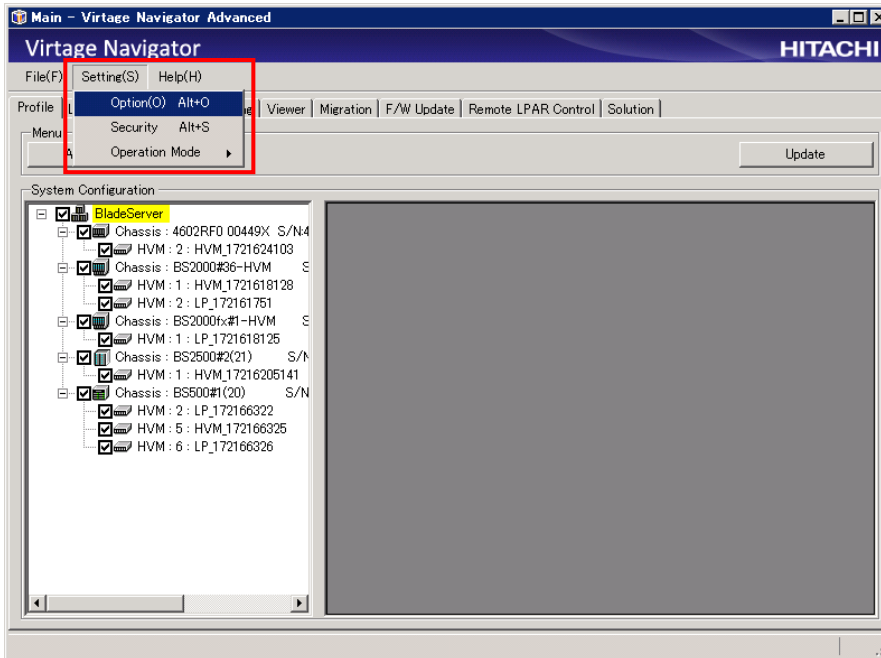 Main - Virtage Navigator Advanced
Virtage Navigator
HITACHI
File(F) Setting(S) Help(H)
Profile Viewer Migration F/W Update Remote LPAR Control Solution
Option(O) Alt+O
Security Alt+S
Operation Mode
Menu
Update
System Configuration
BladeServer
Chassis : 4602RF0 00449X S/N:4
HVM : 2 : HVM_1721624103
Chassis : BS2000#36-HVM S
HVM : 1 : HVM_1721618128
HVM : 2 : LP_172161751
Chassis : BS2000fx#1-HVM S
HVM : 1 : LP_1721618125
Chassis : BS2500#2(21) S/N
HVM : 1 : HVM_17216205141
Chassis : BS500#1(20) S/N
HVM : 2 : LP_172166322
HVM : 5 : HVM_172166325
HVM : 6 : LP_172166326